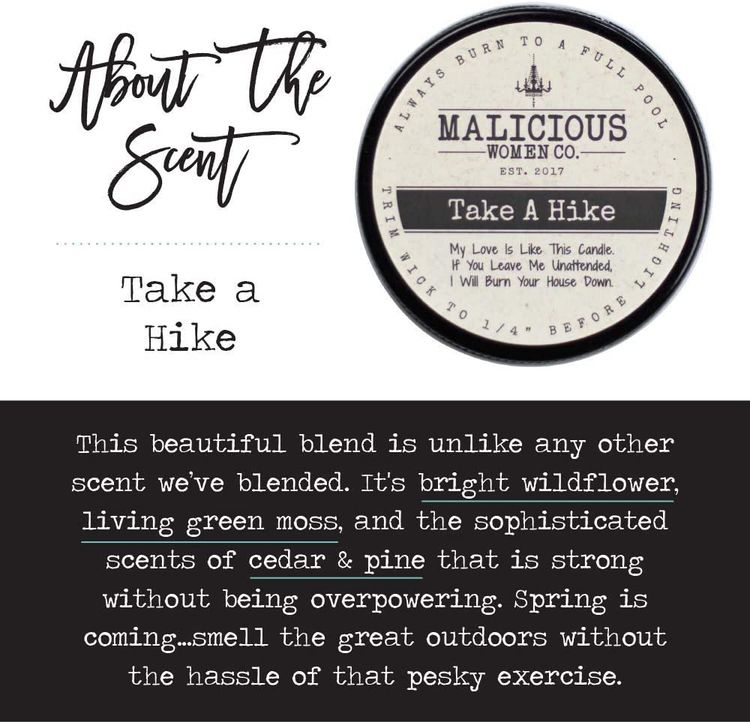 About The
Scent
Take a
Hike
ALWAYS BURN TO A FULL POOL
MALICIOUS
WOMEN CO.
EST. 2017
Take A Hike
My Love Is Like This Candle.
If You Leave Me Unattended,
I Will Burn Your House Down.
TRIM WICK TO 1/4" BEFORE LIGHTING
This beautiful blend is unlike any other
scent we’ve blended. It's bright wildflower,
living green moss, and the sophisticated
scents of cedar & pine that is strong
without being overpowering. Spring is
coming...smell the great outdoors without
the hassle of that pesky exercise.